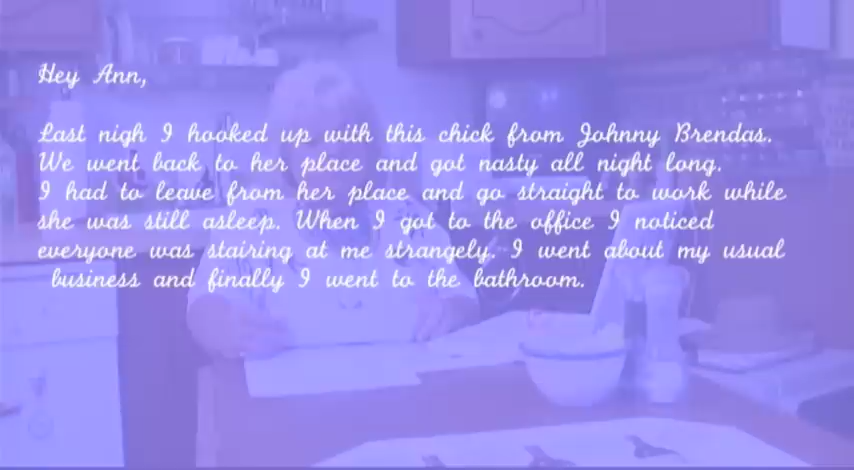 Hey Ann,
Last nigh I hooked up with this chick from Johnny Brendas.
We went back to her place and got nasty all night long.
I had to leave from her place and go straight to work while
she was still asleep. When I got to the office I noticed
everyone was stairing at me strangely. I went about my usual
business and finally I went to the bathroom.